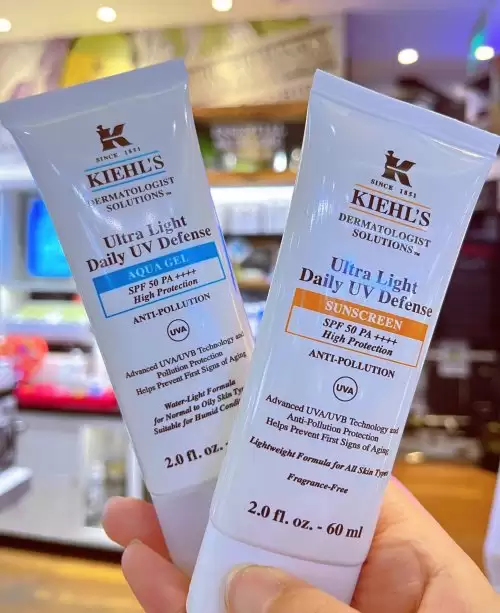 K
SINCE 1851
KIEHL'S
DERMATOLOGIST
SOLUTIONS™
Ultra Light
Daily UV Defense
AQUA GEL
SPF 50 PA ++++
High Protection
ANTI-POLLUTION
UVA
Advanced UVA/UVB Technology and
Pollution Protection
Helps Prevent First Signs of Aging
Water-Light Formula
for Normal to Oily Skin
Suitable for Humid
2.0 fl. oz. -
K
SINCE 1851
KIEHL'S
DERMATOLOGIST
SOLUTIONS™
Ultra Light
Daily UV Defense
SUNSCREEN
SPF 50 PA ++++
High Protection
ANTI-POLLUTION
UVA
Advanced UVA/UVB Technology and
Anti-Pollution Protection
Helps Prevent First Signs of Aging
Lightweight Formula for All Skin Types
Fragrance-Free
2.0 fl. oz. - 60 ml